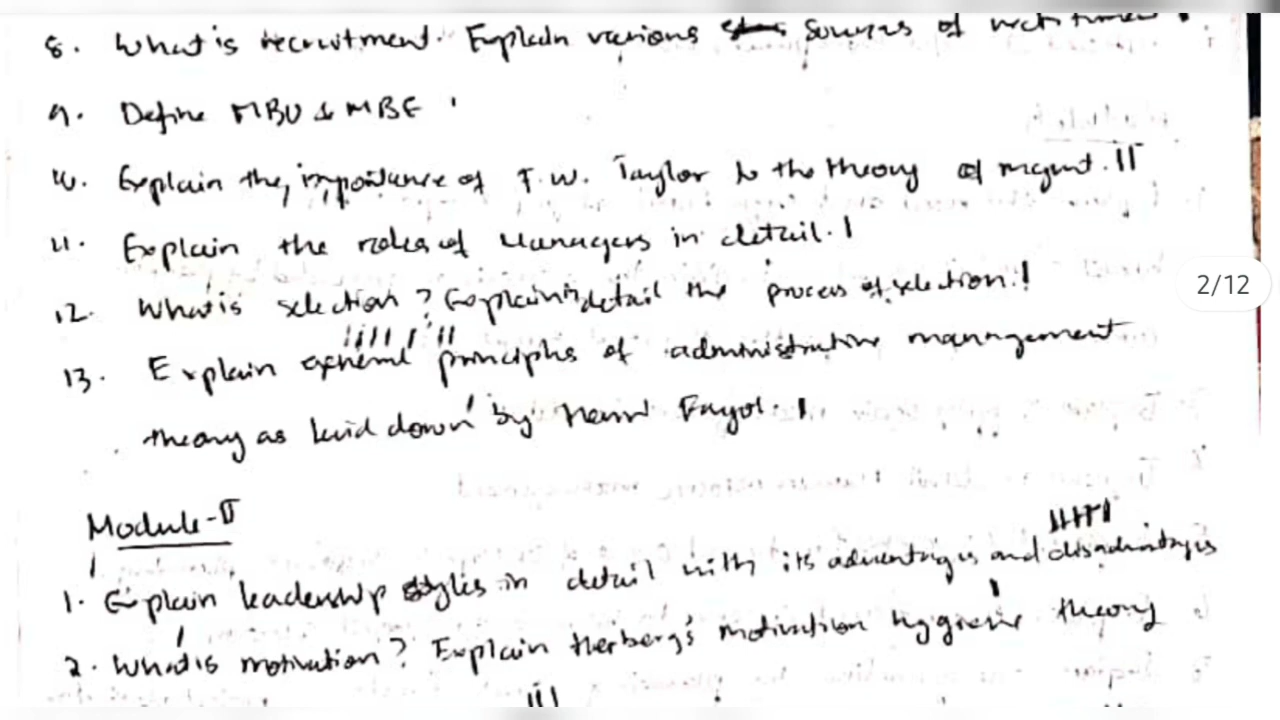 8. What is recruitment. Explain various sources of recruitment
9. Define MBO & MBE.
10. Explain the importance of F.W. Taylor to the theory of mgmt.
11. Explain the roles of Managers in detail.
2/12
12. What is selection? Explain in detail the process of selection.
13. Explain general principles of administrative management
theory as laid down by Henri Fayol.
Module-II
1. Explain leadership styles in detail with its advantages and disadvantages
2. What is motivation? Explain Herberg's motivation hygiene theory